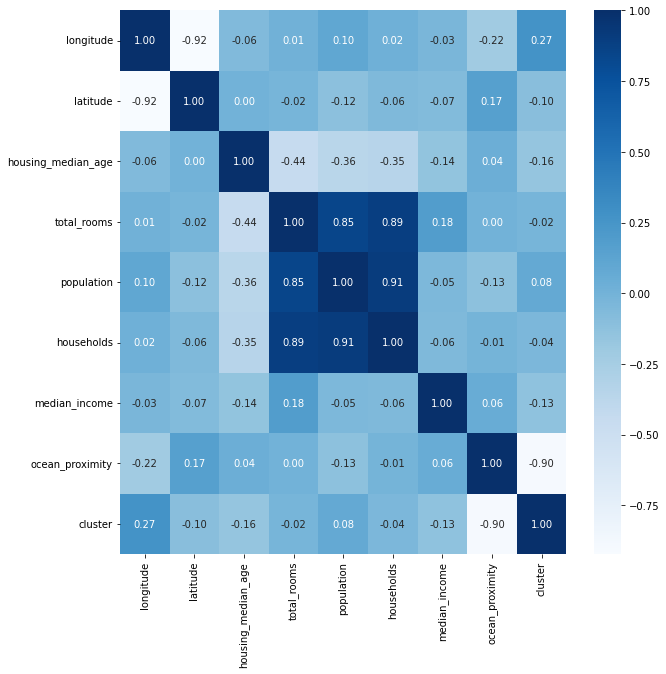 longitude 1.00 -0.92 -0.06 0.01 0.10 0.02 -0.03 -0.22 0.27
latitude -0.92 1.00 0.00 -0.02 -0.12 -0.06 -0.07 0.17 -0.10
housing_median_age -0.06 0.00 1.00 -0.44 -0.36 -0.35 -0.14 0.04 -0.16
total_rooms 0.01 -0.02 -0.44 1.00 0.85 0.89 0.18 0.00 -0.02
population 0.10 -0.12 -0.36 0.85 1.00 0.91 -0.05 -0.13 0.08
households 0.02 -0.06 -0.35 0.89 0.91 1.00 -0.06 -0.01 -0.04
median_income -0.03 -0.07 -0.14 0.18 -0.05 -0.06 1.00 0.06 -0.13
ocean_proximity -0.22 0.17 0.04 0.00 -0.13 -0.01 0.06 1.00 -0.90
cluster 0.27 -0.10 -0.16 -0.02 0.08 -0.04 -0.13 -0.90 1.00
longitude
latitude
housing_median_age
total_rooms
population
households
median_income
ocean_proximity
cluster
1.00
0.75
0.50
0.25
0.00
−0.25
−0.50
−0.75